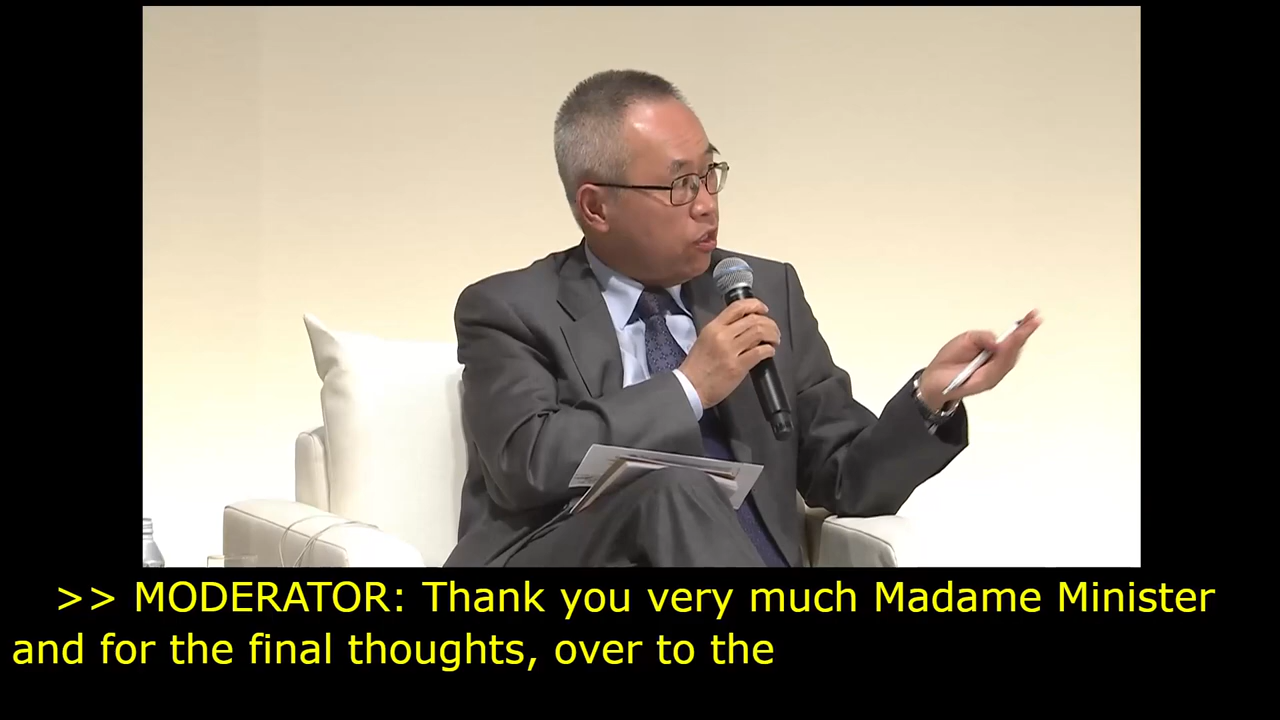 >> MODERATOR: Thank you very much Madame Minister
and for the final thoughts, over to the